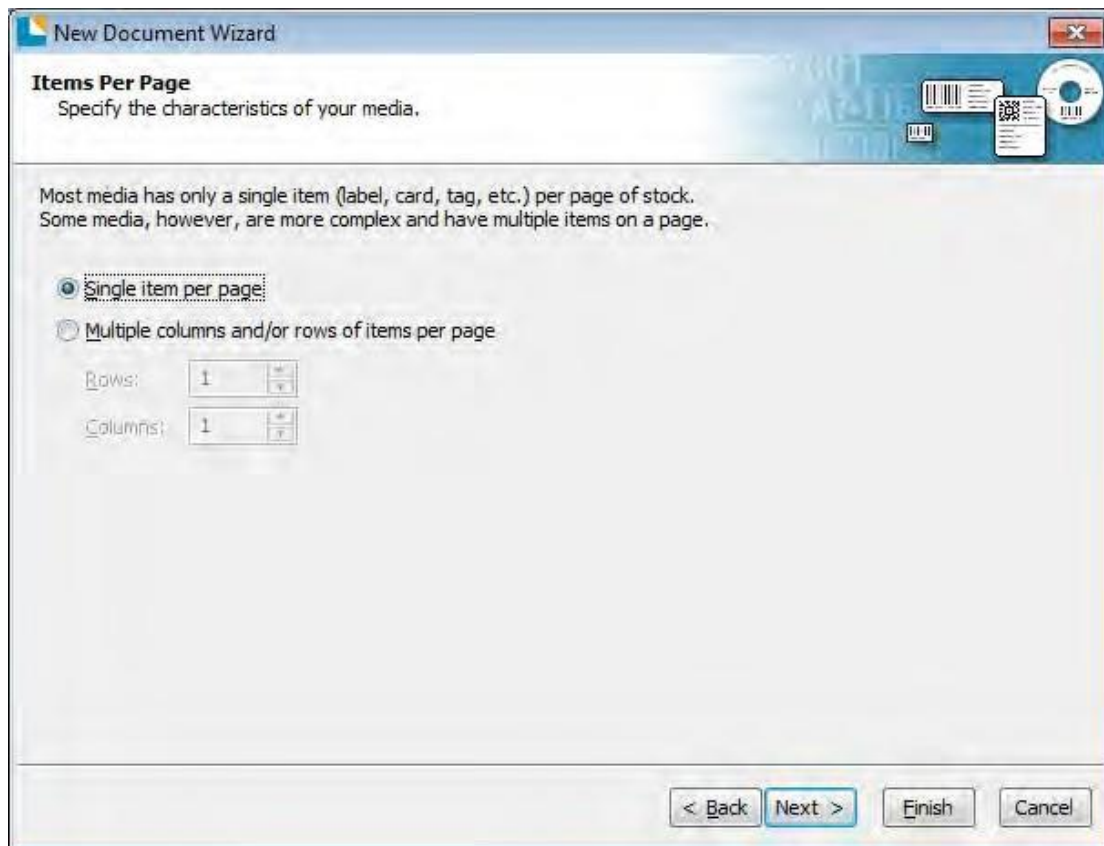 New Document Wizard
Items Per Page
Specify the characteristics of your media.
Most media has only a single item (label, card, tag, etc.) per page of stock.
Some media, however, are more complex and have multiple items on a page.
Single item per page
Multiple columns and/or rows of items per page
Rows: 1
Columns: 1
< Back Next > Finish Cancel